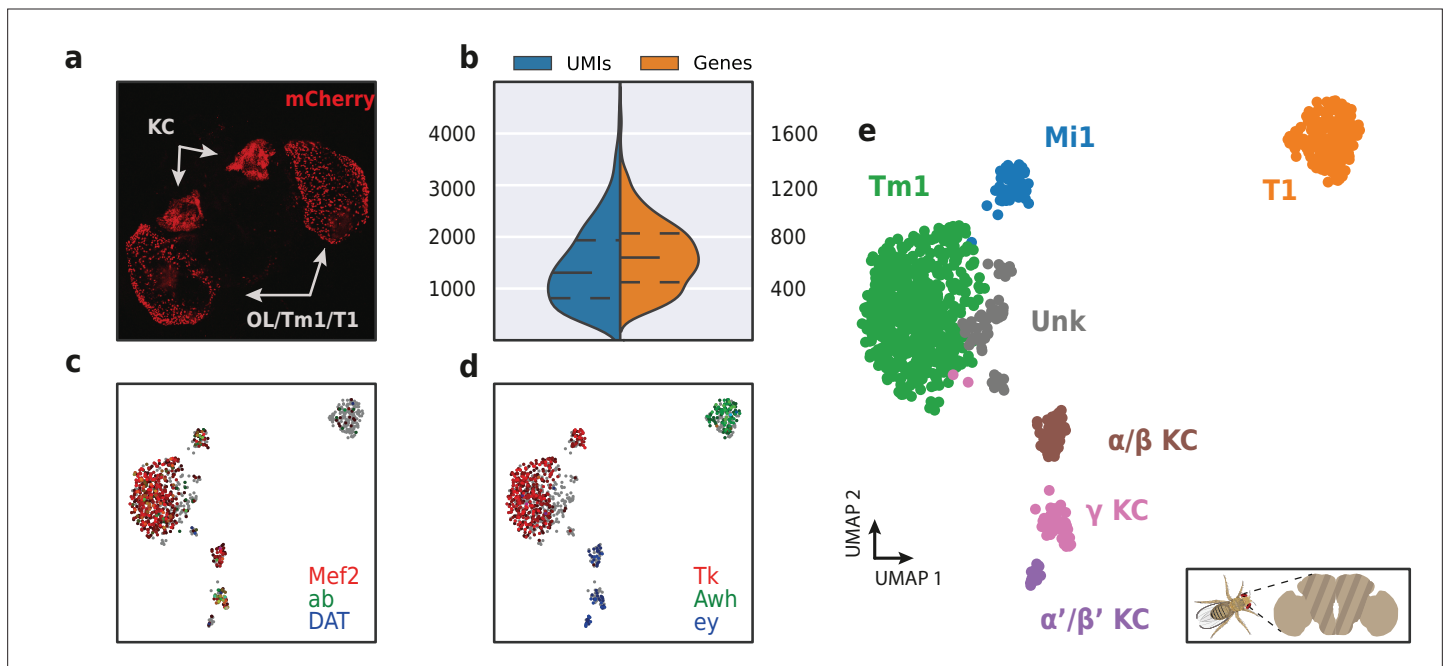 a
mCherry
KC
OL/Tm1/T1
b
UMIs
Genes
4000
3000
2000
1000
1600
1200
800
400
c
Mef2
ab
DAT
d
Tk
Awh
ey
e
Mi1
Tm1
T1
Unk
α/β KC
γ KC
α’/β’ KC
UMAP 2
UMAP 1